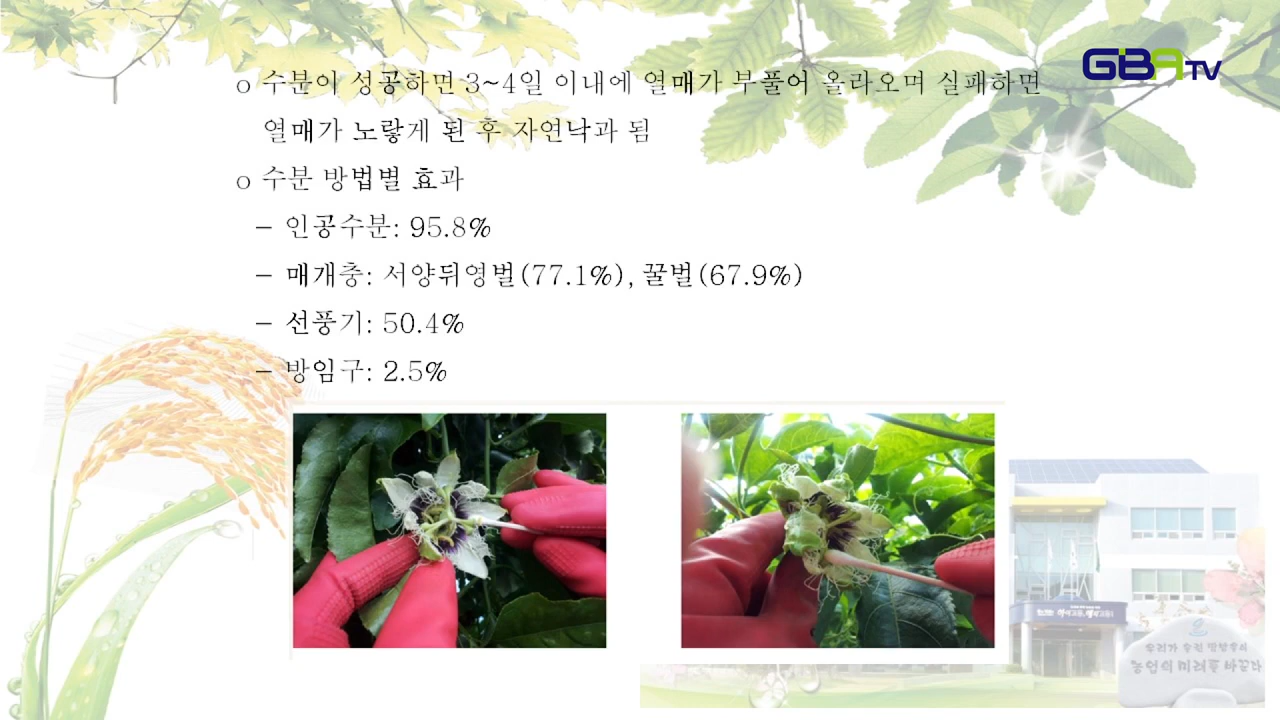 GBATV
o 수분이 성공하면 3~4일 이내에 열매가 부풀어 올라오며 실패하면
열매가 노랗게 된 후 자연낙과 됨
o 수분 방법별 효과
- 인공수분: 95.8%
- 매개충: 서양뒤영벌(77.1%), 꿀벌(67.9%)
- 선풍기: 50.4%
- 방임구: 2.5%
우리가
농업의 미래를 바꾼다